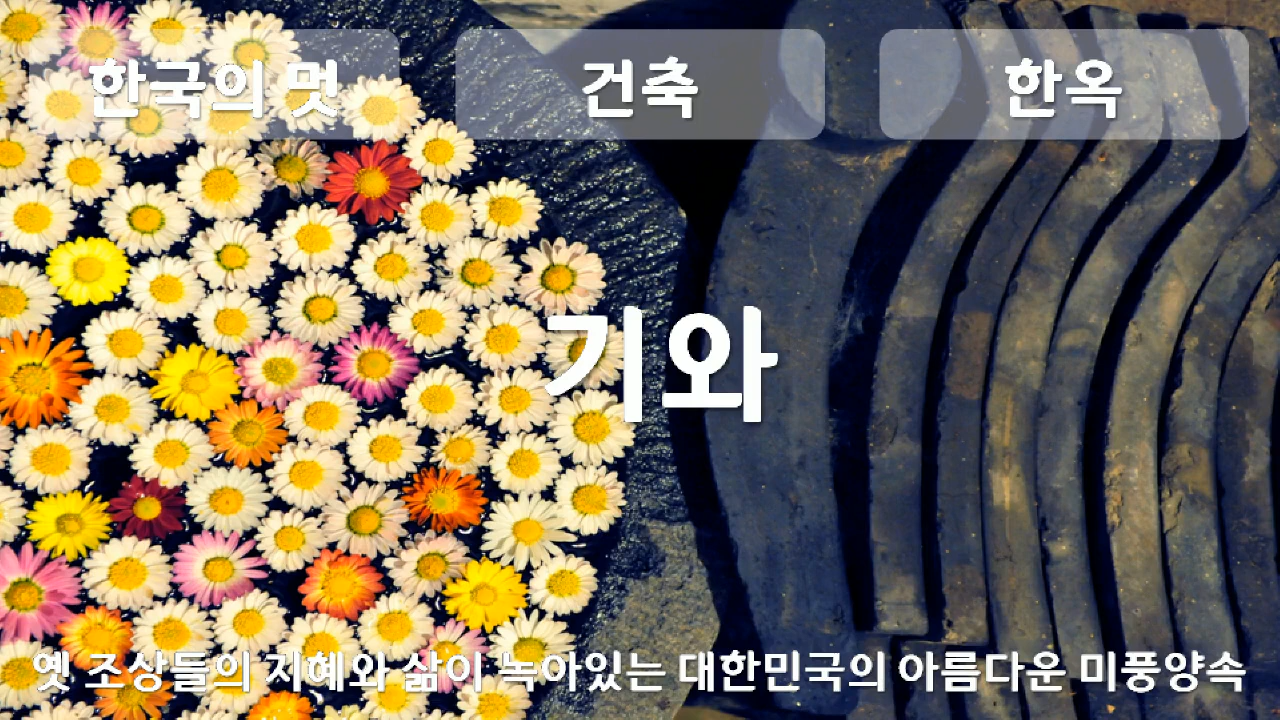 한국의 멋
건축
한옥
기와
옛 조상들의 지혜와 삶이 녹아있는 대한민국의 아름다운 미풍양속